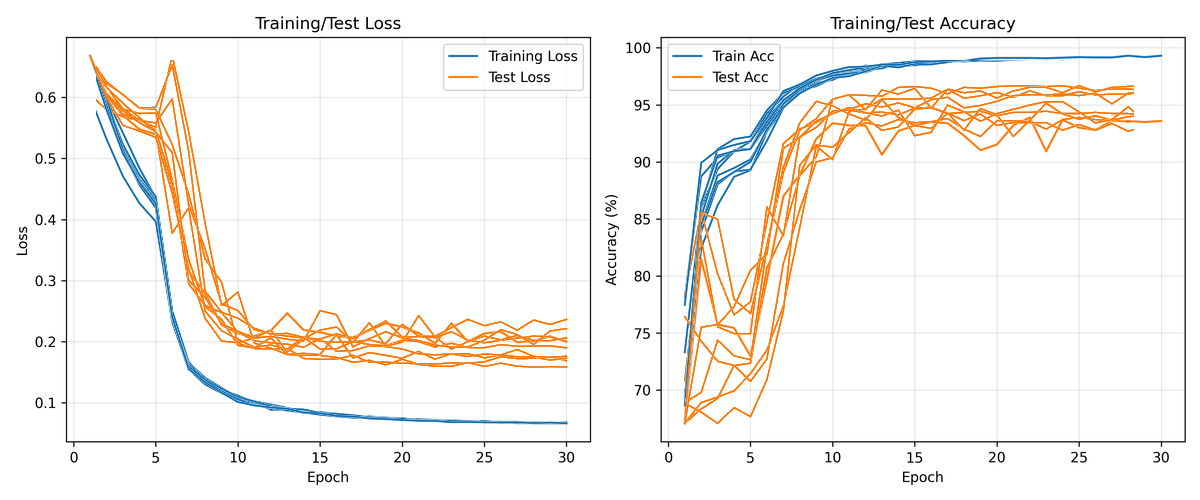 Training/Test Loss
Training Loss
Test Loss
Loss
0.6
0.5
0.4
0.3
0.2
0.1
0
5
10
15
20
25
30
Epoch
Training/Test Accuracy
Train Acc
Test Acc
Accuracy (%)
100
95
90
85
80
75
70
0
5
10
15
20
25
30
Epoch